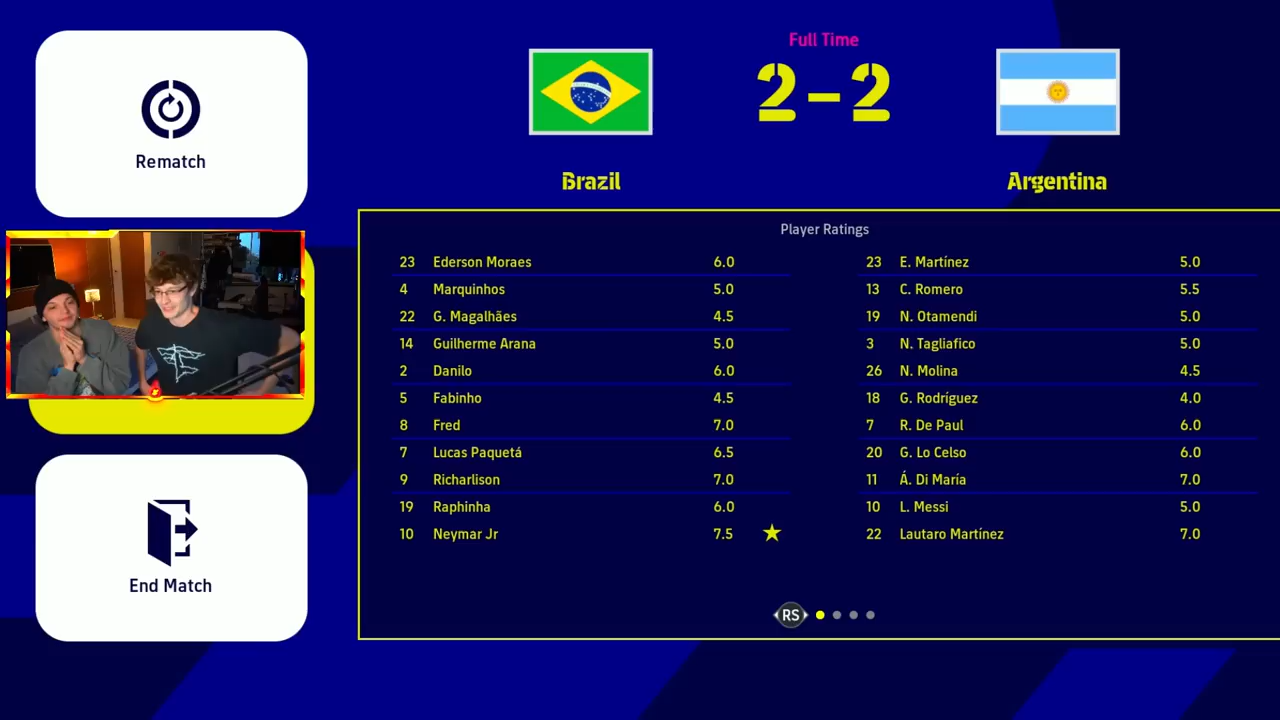 Rematch
End Match
Full Time
2-2
Brazil
Argentina
Player Ratings
23 Ederson Moraes 6.0
4 Marquinhos 5.0
22 G. Magalhães 4.5
14 Guilherme Arana 5.0
2 Danilo 6.0
5 Fabinho 4.5
8 Fred 7.0
7 Lucas Paquetá 6.5
9 Richarlison 7.0
19 Raphinha 6.0
10 Neymar Jr 7.5
23 E. Martínez 5.0
13 C. Romero 5.5
19 N. Otamendi 5.0
3 N. Tagliafico 5.0
26 N. Molina 4.5
18 G. Rodríguez 4.0
7 R. De Paul 6.0
20 G. Lo Celso 6.0
11 Á. Di María 7.0
10 L. Messi 5.0
22 Lautaro Martínez 7.0
RS